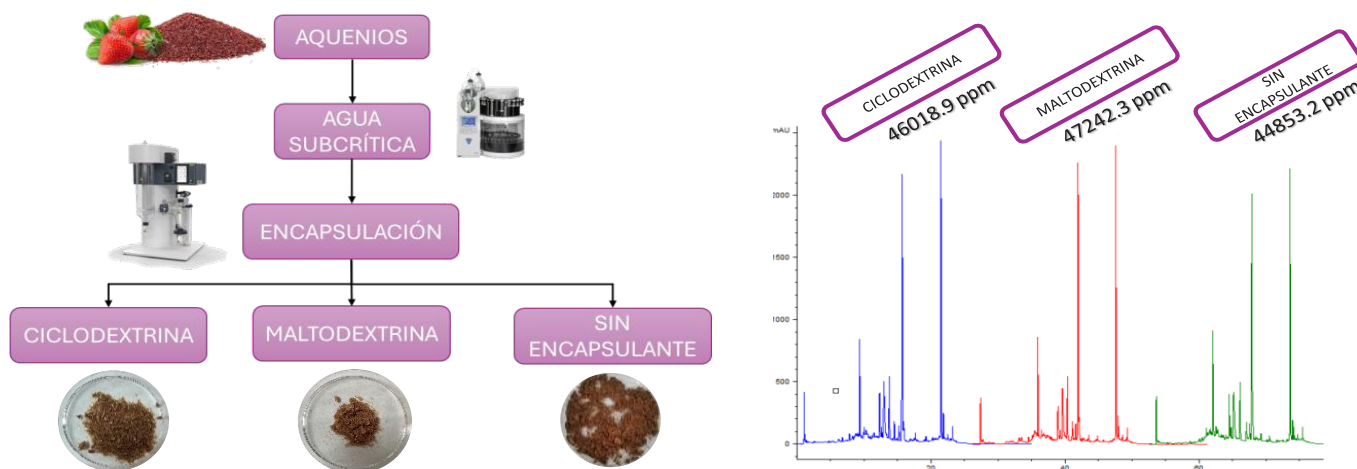 AQUENIOS
AGUA
SUBCRÍTICA
ENCAPSULACIÓN
CICLODEXTRINA
MALTODEXTRINA
SIN
ENCAPSULANTE
CICLODEXTRINA
46018.9 ppm
MALTODEXTRINA
47242.3 ppm
SIN
ENCAPSULANTE
44853.2 ppm
mAU
2000
1500
1000
500
0
20
40
60